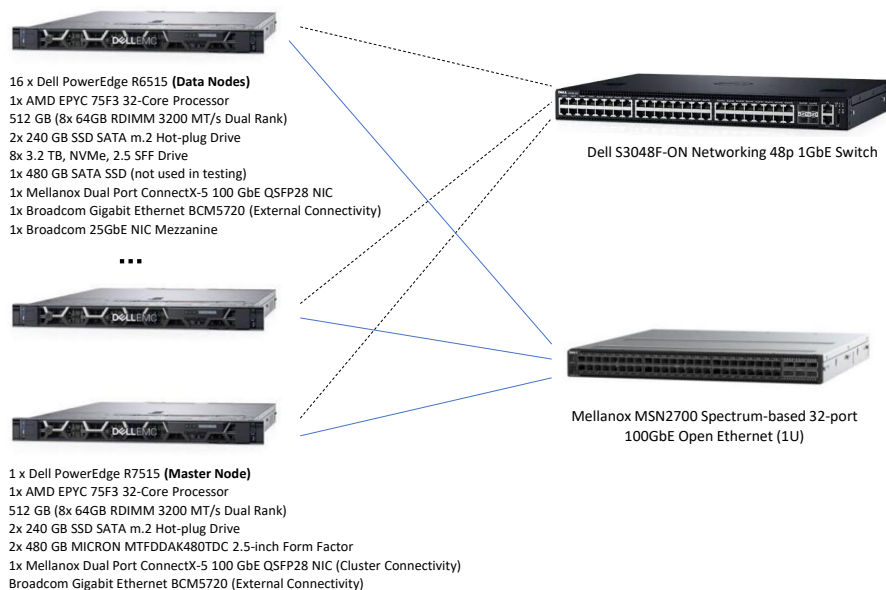 DELLEMC
16 x Dell PowerEdge R6515 (Data Nodes)
1x AMD EPYC 75F3 32-Core Processor
512 GB (8x 64GB RDIMM 3200 MT/s Dual Rank)
2x 240 GB SSD SATA m.2 Hot-plug Drive
8x 3.2 TB, NVMe, 2.5 SFF Drive
1x 480 GB SATA SSD (not used in testing)
1x Mellanox Dual Port ConnectX-5 100 GbE QSFP28 NIC
1x Broadcom Gigabit Ethernet BCM5720 (External Connectivity)
1x Broadcom 25GbE NIC Mezzanine
...
DELLEMC
DELLEMC
1 x Dell PowerEdge R7515 (Master Node)
1x AMD EPYC 75F3 32-Core Processor
512 GB (8x 64GB RDIMM 3200 MT/s Dual Rank)
2x 240 GB SSD SATA m.2 Hot-plug Drive
2x 480 GB MICRON MTFDDAK480TDC 2.5-inch Form Factor
1x Mellanox Dual Port ConnectX-5 100 GbE QSFP28 NIC (Cluster Connectivity)
Broadcom Gigabit Ethernet BCM5720 (External Connectivity)
Dell S3048F-ON Networking 48p 1GbE Switch
Mellanox MSN2700 Spectrum-based 32-port
100GbE Open Ethernet (1U)